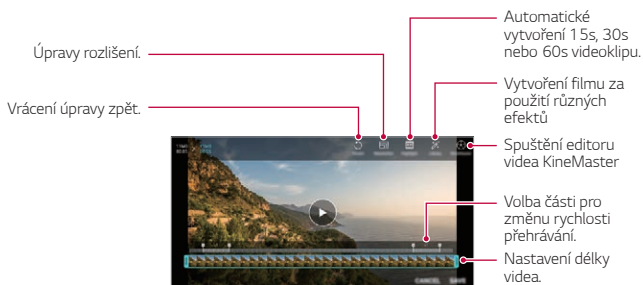 Automatické
vytvoření 15s, 30s
nebo 60s videoklipu.
Úpravy rozlišení.
Vytvoření filmu za
použití různých
efektů
Vrácení úpravy zpět.
Spuštění editoru
videa KineMaster
Volba části pro
změnu rychlosti
přehrávání.
Nastavení délky
videa.
CANCEL SAVE